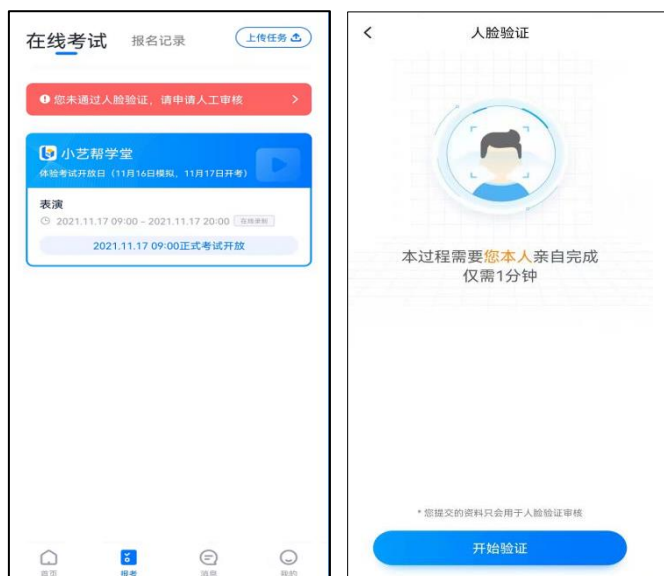 在线考试 报名记录 上传任务
您未通过人脸验证，请申请人工审核
小艺帮学堂
体验考试开放日（11月16日模拟，11月17日开考）
表演
2021.11.17 09:00 - 2021.11.17 20:00 在线录制
2021.11.17 09:00正式考试开放
首页 报考 消息 我的
人脸验证
本过程需要您本人亲自完成
仅需1分钟
* 您提交的资料只会用于人脸验证审核
开始验证